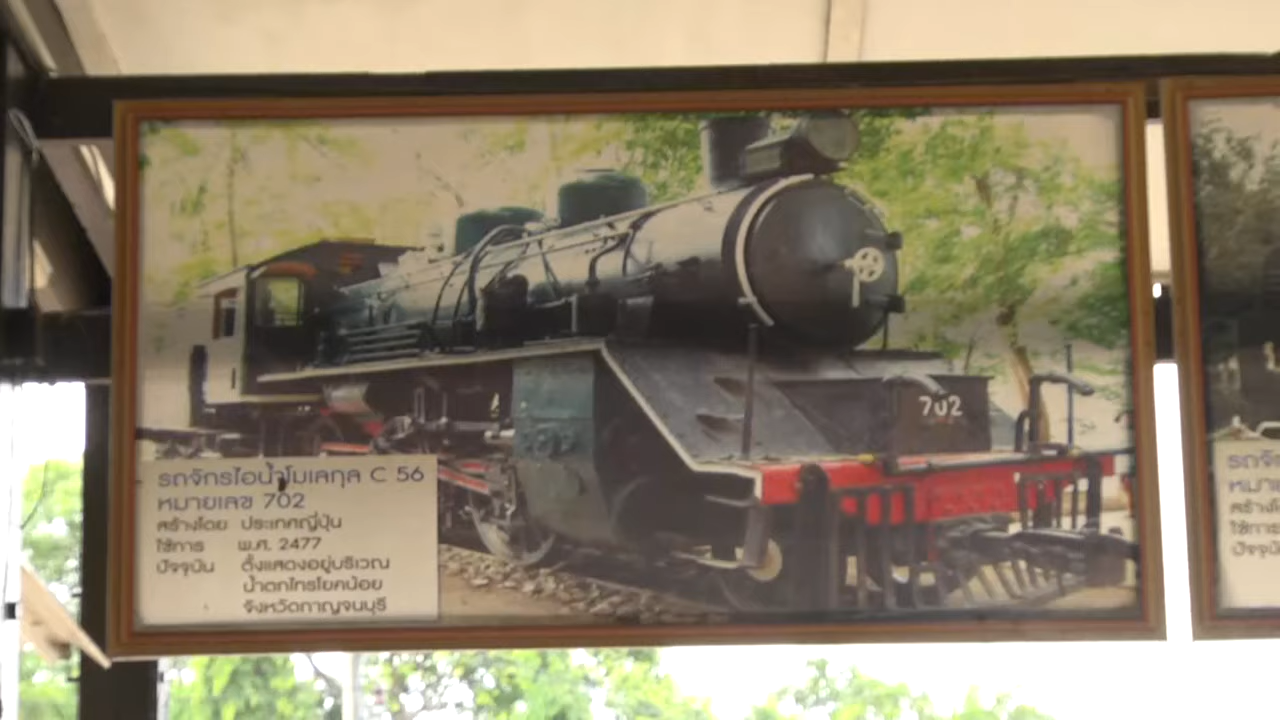 702
รถจักรไอน้ำโมเลกุล C 56
หมายเลข 702
สร้างโดย ประเทศญี่ปุ่น
ใช้การ พ.ศ. 2477
ปัจจุบัน ตั้งแสดงอยู่บริเวณ
น้ำตกไทรโยคน้อย
จังหวัดกาญจนบุรี